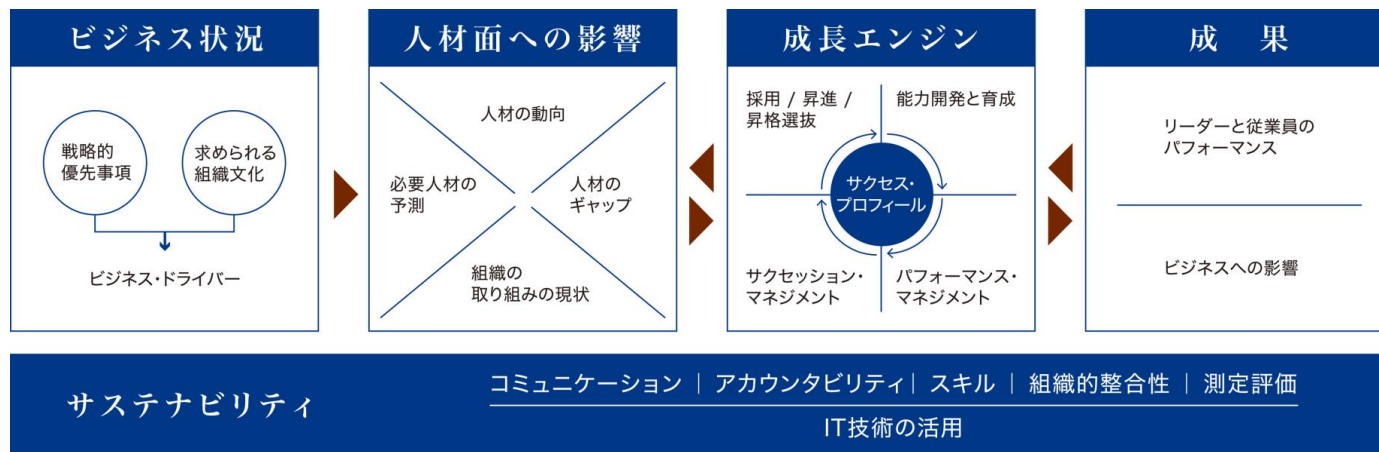 ビジネス状況
戦略的
優先事項
求められる
組織文化
ビジネス・ドライバー
人材面への影響
人材の動向
必要人材の
予測
人材の
ギャップ
組織の
取り組みの現状
成長エンジン
採用 / 昇進 /
昇格選抜
能力開発と育成
サクセス・
プロフィール
サクセッション・
マネジメント
パフォーマンス・
マネジメント
成 果
リーダーと従業員の
パフォーマンス
ビジネスへの影響
サステナビリティ
コミュニケーション | アカウンタビリティ | スキル | 組織的整合性 | 測定評価
IT技術の活用